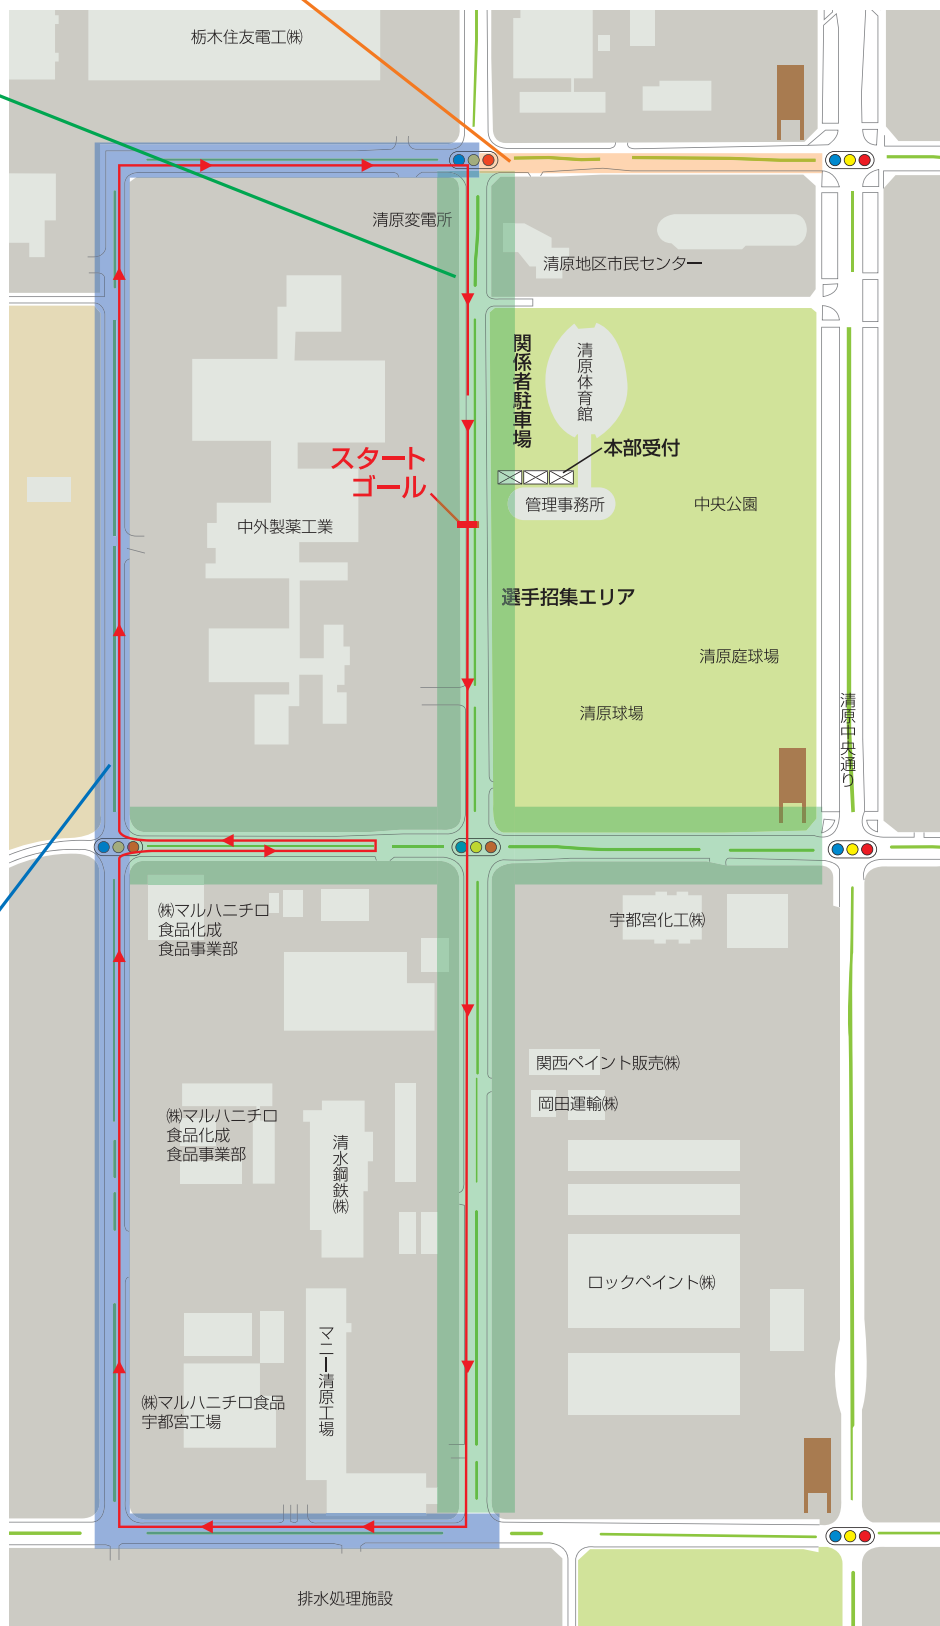 栃木住友電工㈱
清原変電所
清原地区市民センター
関係者駐車場
清原体育館
スタート
ゴール
本部受付
管理事務所
中央公園
中外製薬工業
選手招集エリア
清原庭球場
清原球場
清原中央通り
㈱マルハニチロ
食品化成
食品事業部
宇都宮化工㈱
関西ペイント販売㈱
岡田運輸㈱
㈱マルハニチロ
食品化成
食品事業部
清水鋼鉄㈱
ロックペイント㈱
マニー清原工場
㈱マルハニチロ食品
宇都宮工場
排水処理施設